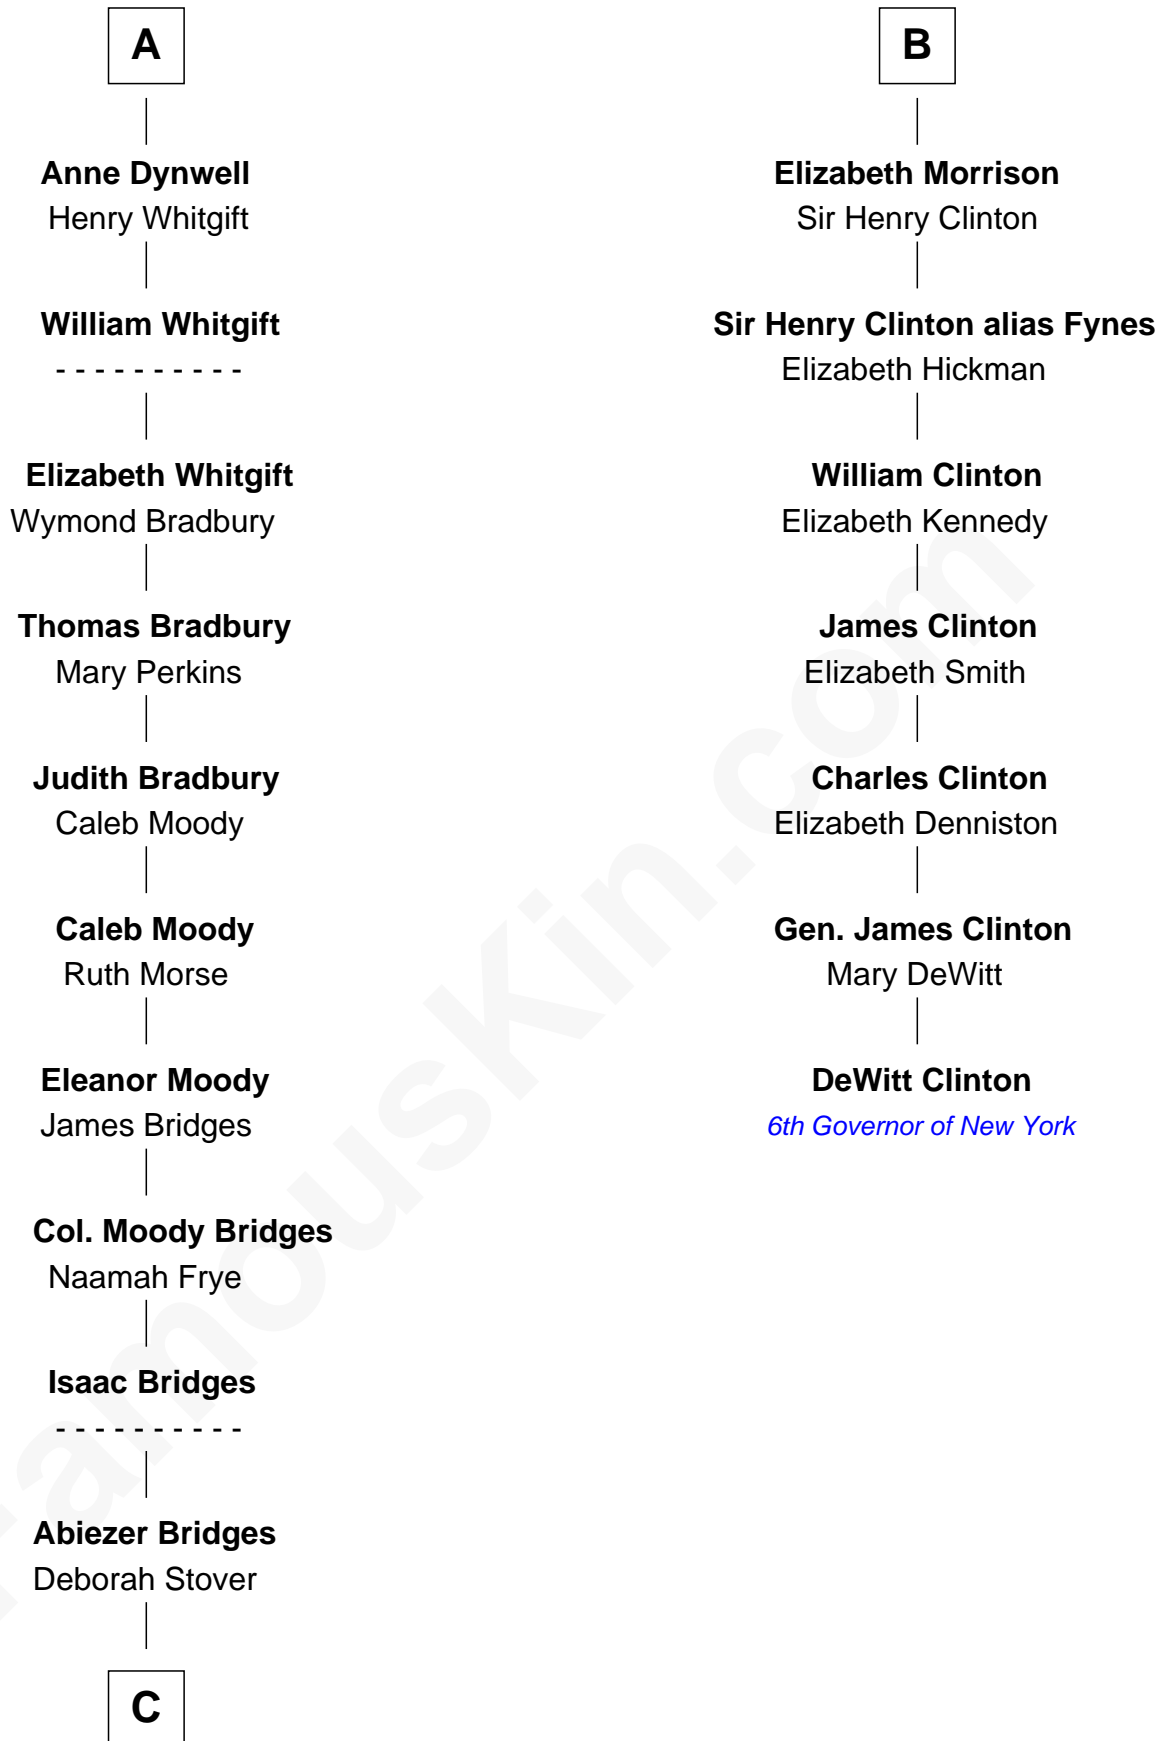 A
Anne Dynwell
Henry Whitgift
William Whitgift
- - - - - - - - - -
Elizabeth Whitgift
Wymond Bradbury
Thomas Bradbury
Mary Perkins
Judith Bradbury
Caleb Moody
Caleb Moody
Ruth Morse
Eleanor Moody
James Bridges
Col. Moody Bridges
Naamah Frye
Isaac Bridges
- - - - - - - - - -
Abiezer Bridges
Deborah Stover
C
B
Elizabeth Morrison
Sir Henry Clinton
Sir Henry Clinton alias Fynes
Elizabeth Hickman
William Clinton
Elizabeth Kennedy
James Clinton
Elizabeth Smith
Charles Clinton
Elizabeth Denniston
Gen. James Clinton
Mary DeWitt
DeWitt Clinton
6th Governor of New York
FamousKin.com